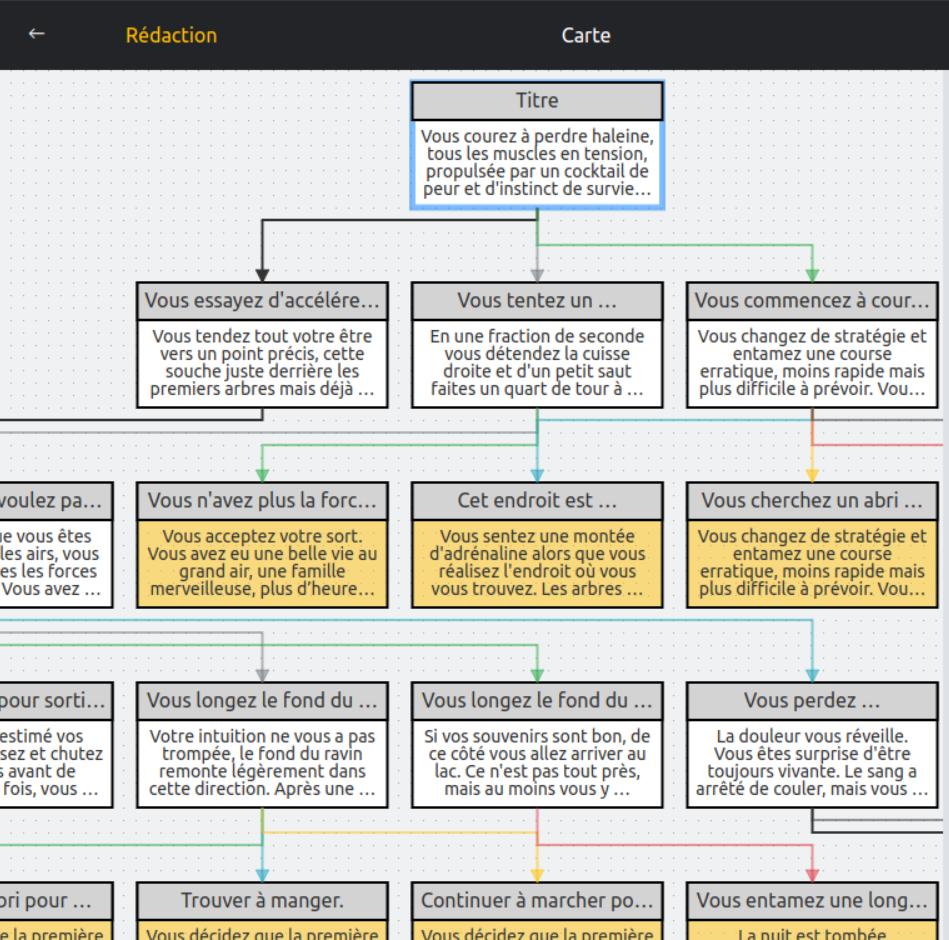 ← Rédaction Carte
Titre
Vous courez à perdre haleine,
tous les muscles en tension,
propulsée par un cocktail de
peur et d'instinct de survie...
Vous essayez d'accélére...
Vous tendez tout votre être
vers un point précis, cette
souche juste derrière les
premiers arbres mais déjà ...
Vous tentez un ...
En une fraction de seconde
vous détendez la cuisse
droite et d'un petit saut
faites un quart de tour à ...
Vous commencez à cour...
Vous changez de stratégie et
entamez une course
erratique, moins rapide mais
plus difficile à prévoir. Vou...
voulez pa...
ue vous êtes
les airs, vous
es les forces
Vous avez ...
Vous n'avez plus la forc...
Vous acceptez votre sort.
Vous avez eu une belle vie au
grand air, une famille
merveilleuse, plus d'heure...
Cet endroit est ...
Vous sentez une montée
d'adrénaline alors que vous
réalisez l'endroit où vous
vous trouvez. Les arbres ...
Vous cherchez un abri ...
Vous changez de stratégie et
entamez une course
erratique, moins rapide mais
plus difficile à prévoir. Vou...
pour sorti...
estimé vos
sez et chutez
s avant de
fois, vous ...
Vous longez le fond du ...
Votre intuition ne vous a pas
trompée, le fond du ravin
remonte légèrement dans
cette direction. Après une ...
Vous longez le fond du ...
Si vos souvenirs sont bon, de
ce côté vous allez arriver au
lac. Ce n'est pas tout près,
mais au moins vous y ...
Vous perdez ...
La douleur vous réveille.
Vous êtes surprise d'être
toujours vivante. Le sang a
arrêté de couler, mais vous ...
bri pour ...
e la première
Trouver à manger.
Vous décidez que la première
Continuer à marcher po...
Vous décidez que la première
Vous entamez une long...
La nuit est tombée